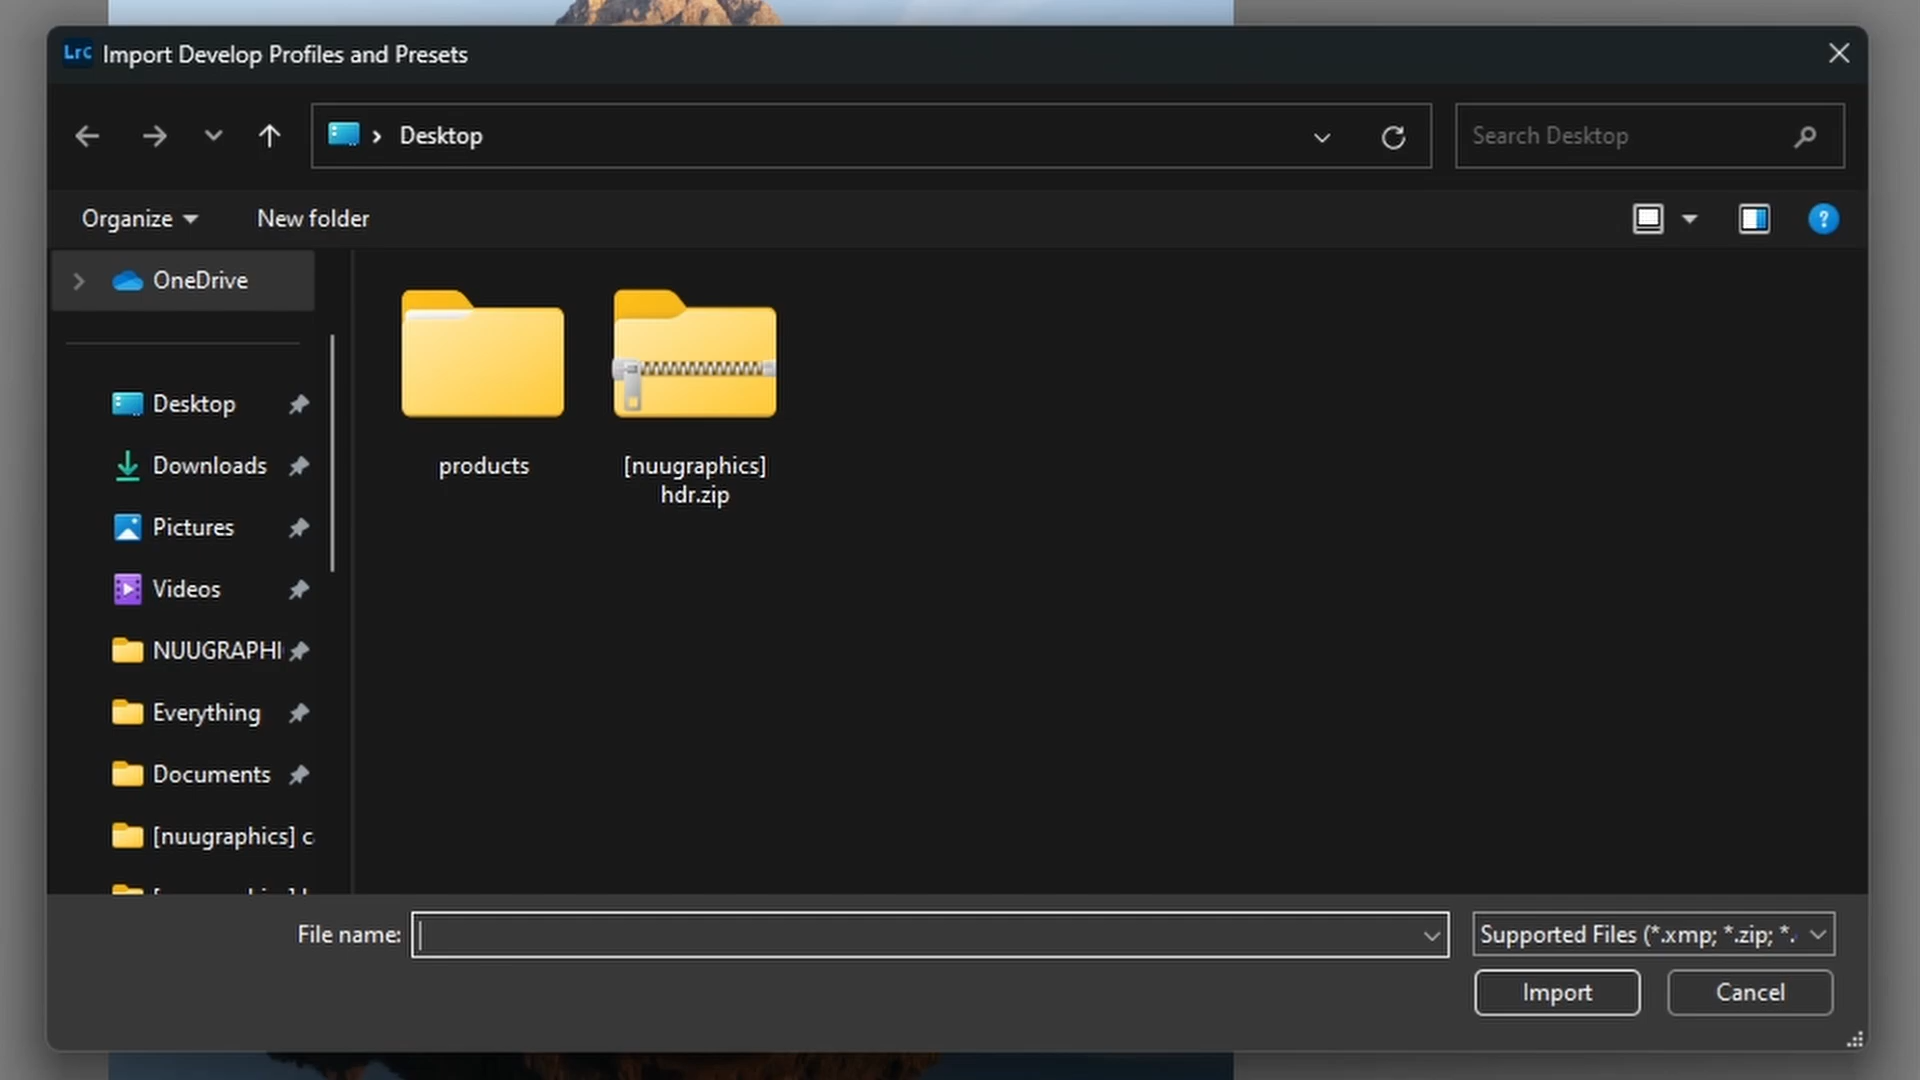 Lrc Import Develop Profiles and Presets
Desktop
Search Desktop
Organize
New folder
?
OneDrive
Desktop
Downloads
Pictures
Videos
NUUGRAPHI
Everything
Documents
[nuugraphics] c
products
[nuugraphics]
hdr.zip
File name:
Supported Files (*.xmp; *.zip; *.
Import
Cancel